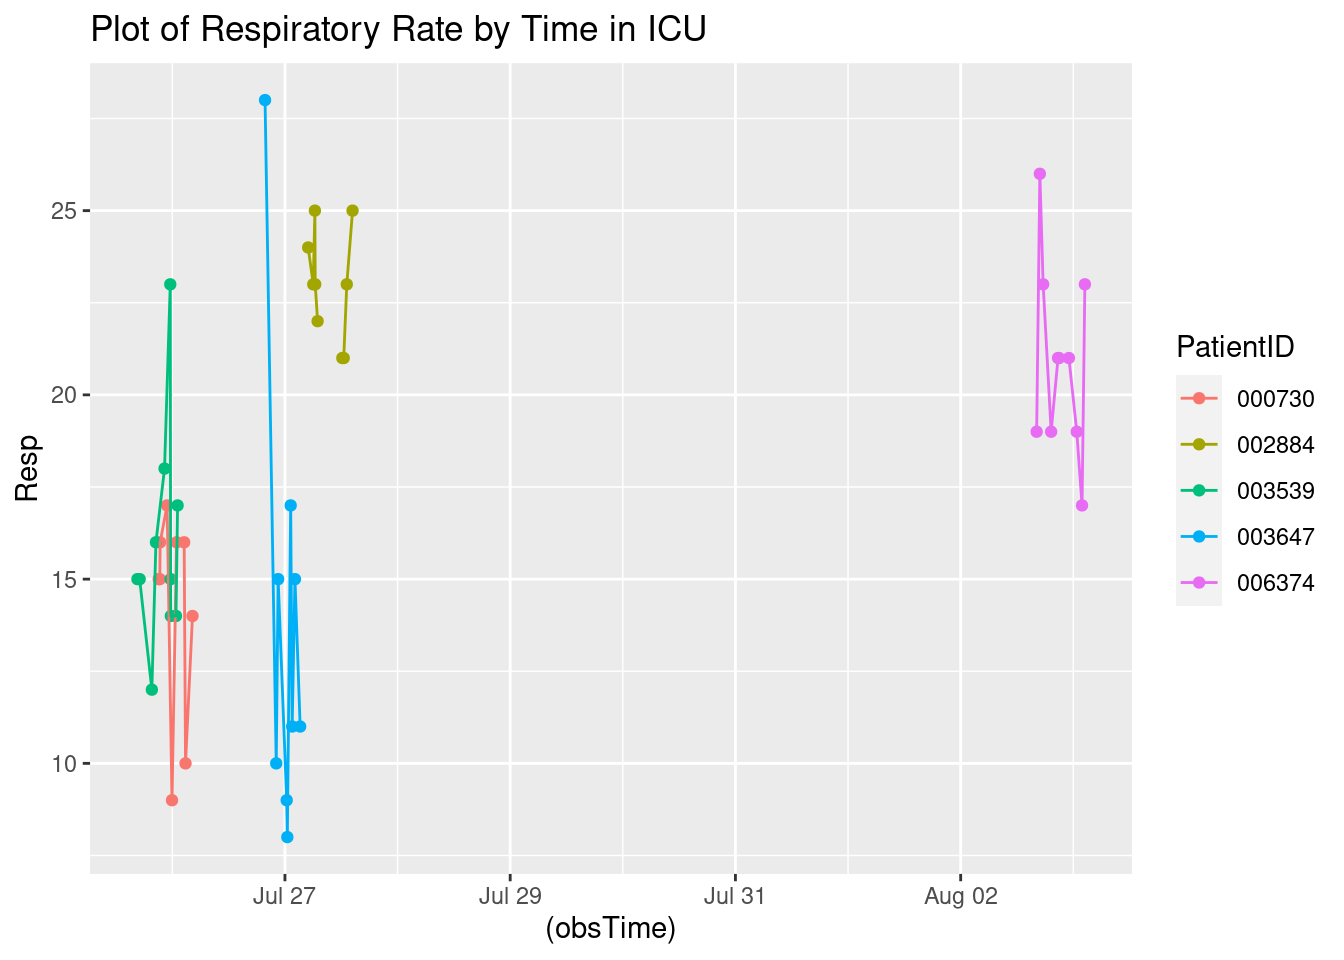 Plot of Respiratory Rate by Time in ICU
25
20
15
10
Resp
Jul 27 Jul 29 Jul 31 Aug 02
(obsTime)
PatientID
000730
002884
003539
003647
006374